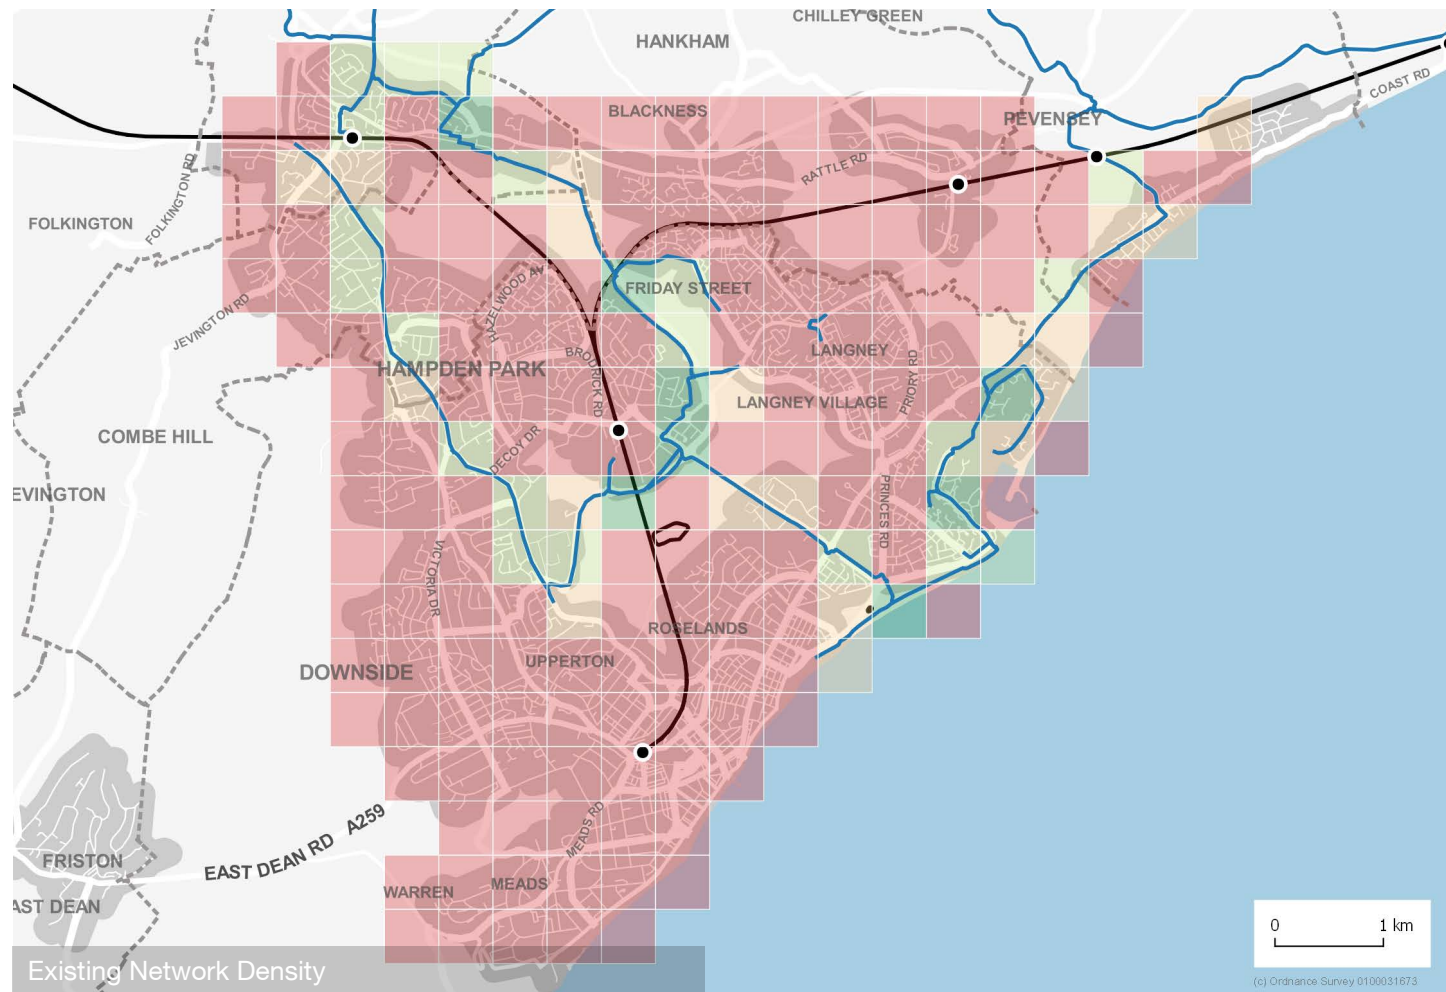 CHILLEY GREEN
HANKHAM
COAST RD
BLACKNESS
PEVENSEY
RATTLE RD
FOLKINGTON RD
FOLKINGTON
HAZELWOOD AV
FRIDAY STREET
JEVINGTON RD
LANGNEY
BRODRICK RD
HAMPDEN PARK
PRIORY RD
LANGNEY VILLAGE
COMBE HILL
DECOY DR
EVINGTON
PRINCES RD
VICTORIA DR
ROSELANDS
UPPERTON
DOWNSIDE
A259
EAST DEAN RD
MEADS RD
FRISTON
MEADS
WARREN
AST DEAN
0 1 km
Existing Network Density
(c) Ordnance Survey 0100031673